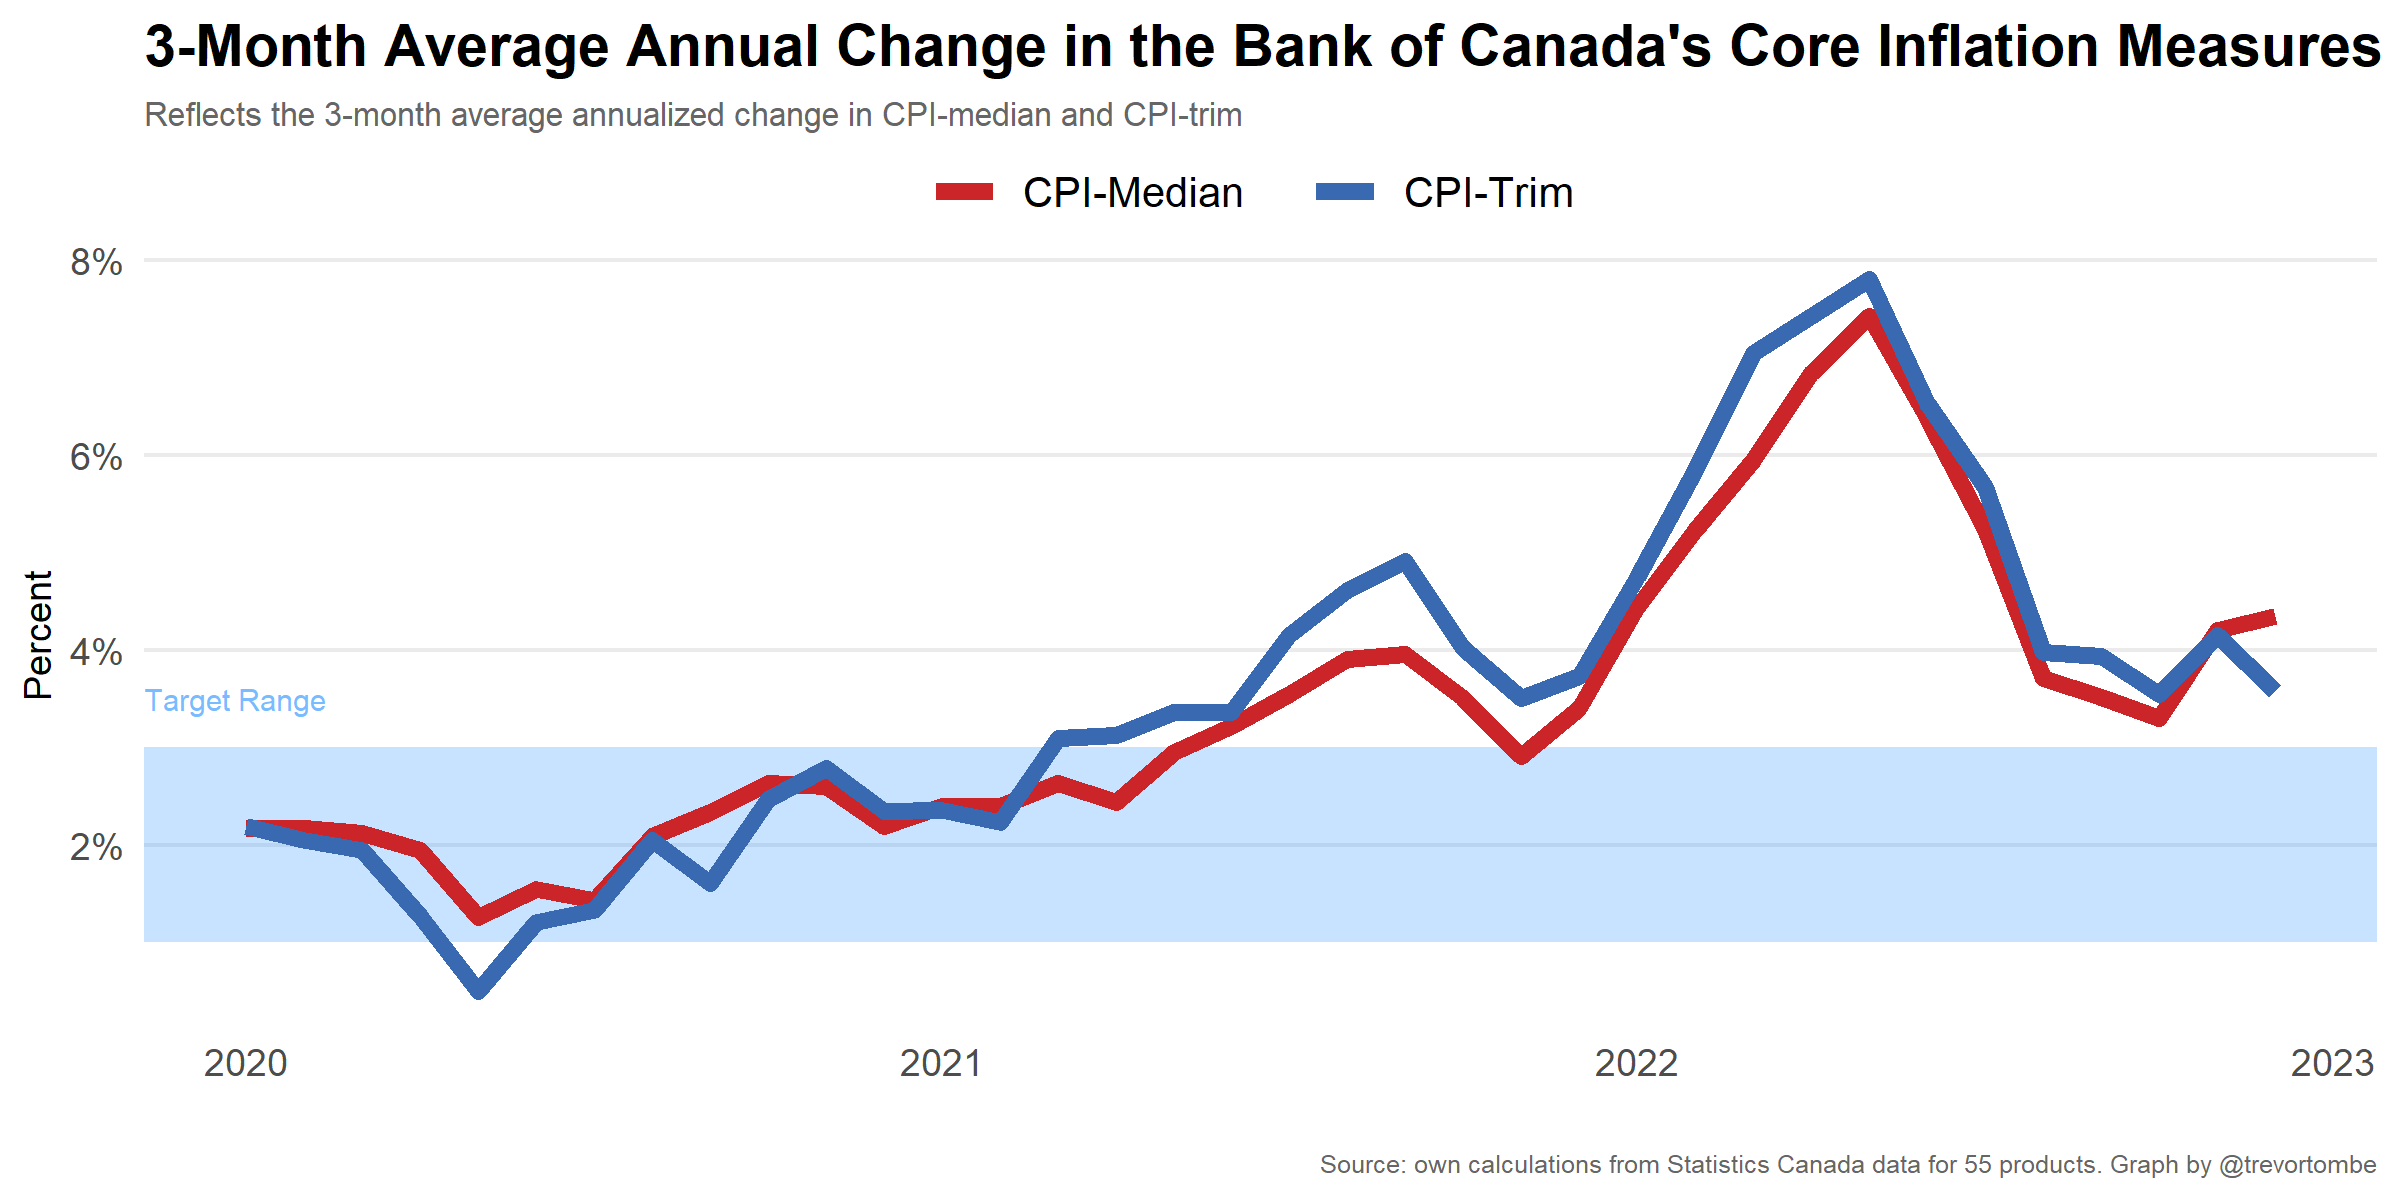 3-Month Average Annual Change in the Bank of Canada's Core Inflation Measures
Reflects the 3-month average annualized change in CPI-median and CPI-trim
CPI-Median CPI-Trim
8%
6%
4%
2%
Percent
Target Range
2020 2021 2022 2023
Source: own calculations from Statistics Canada data for 55 products. Graph by @trevortombe